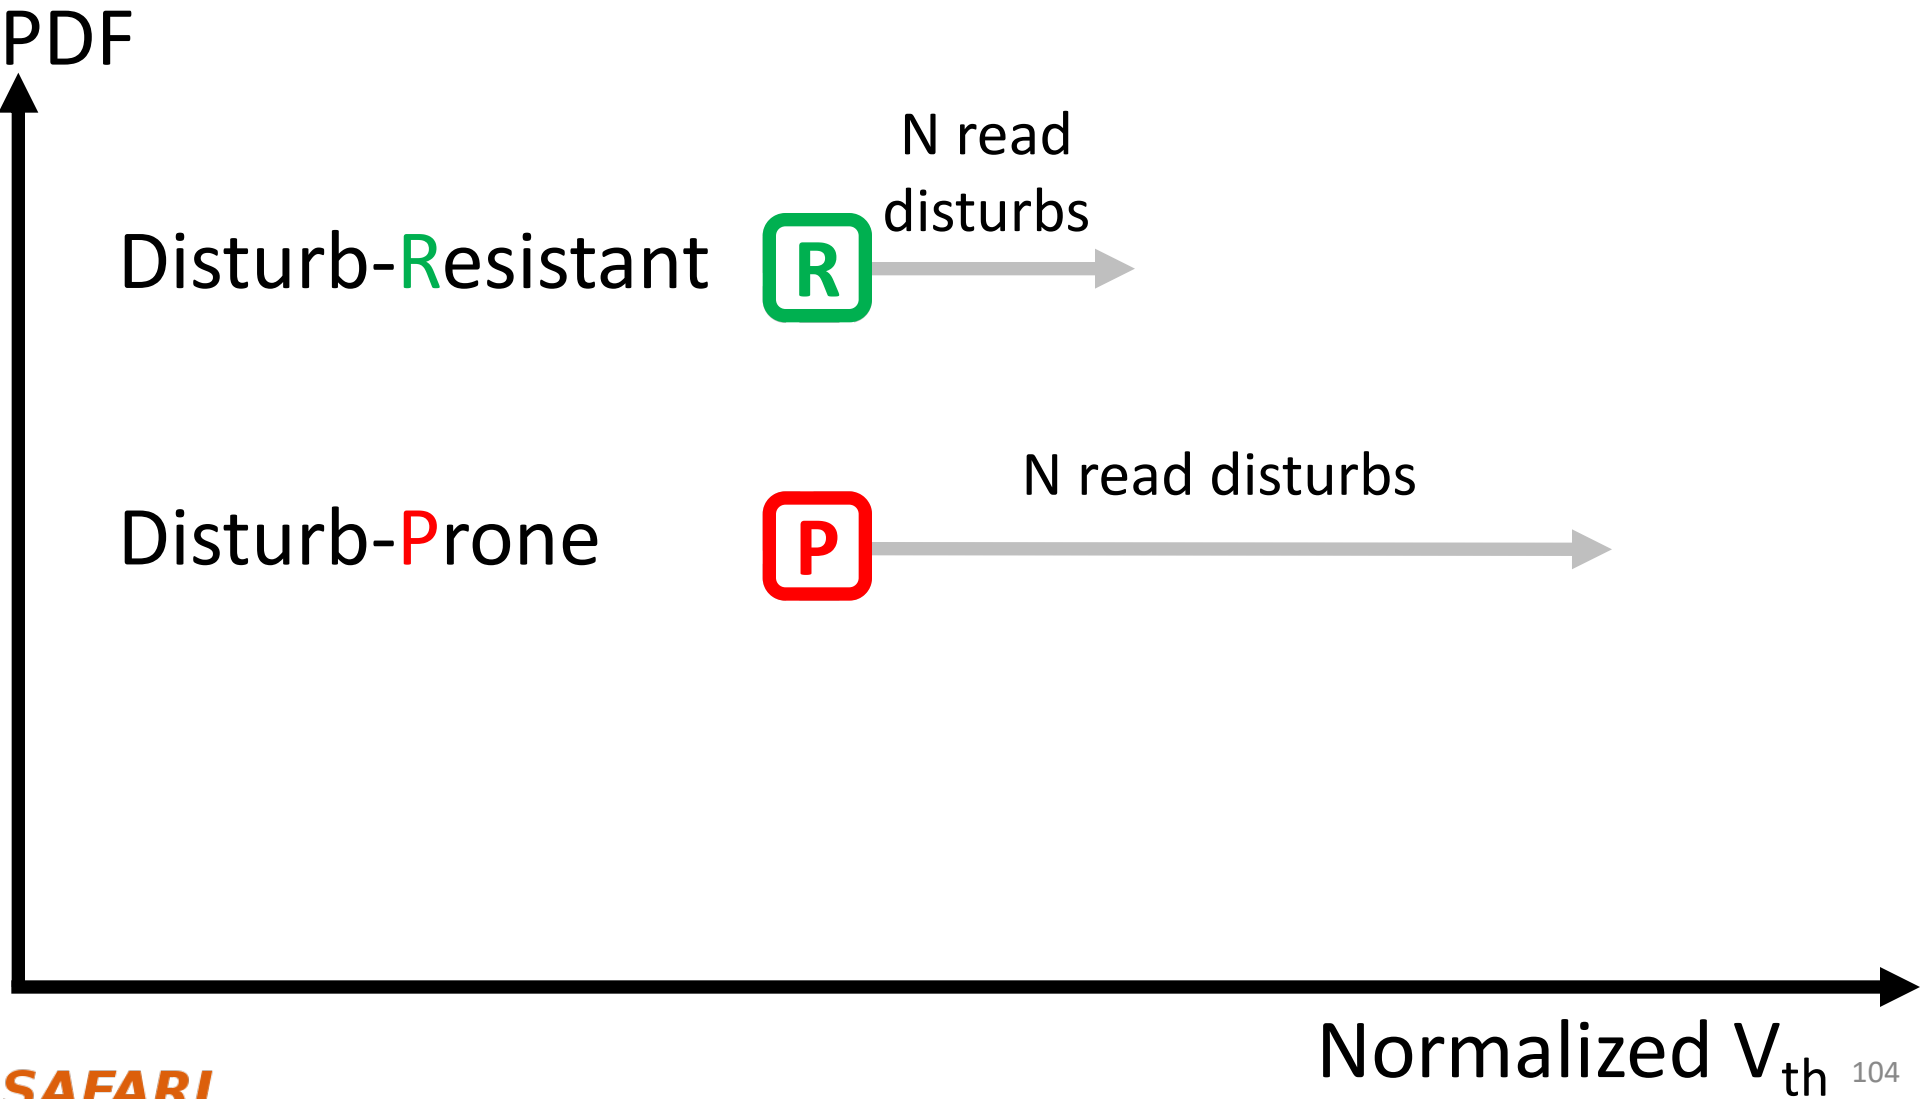 PDF
N read
disturbs
Disturb-Resistant
R
N read disturbs
Disturb-Prone
P
Normalized Vth
104
SAFARI